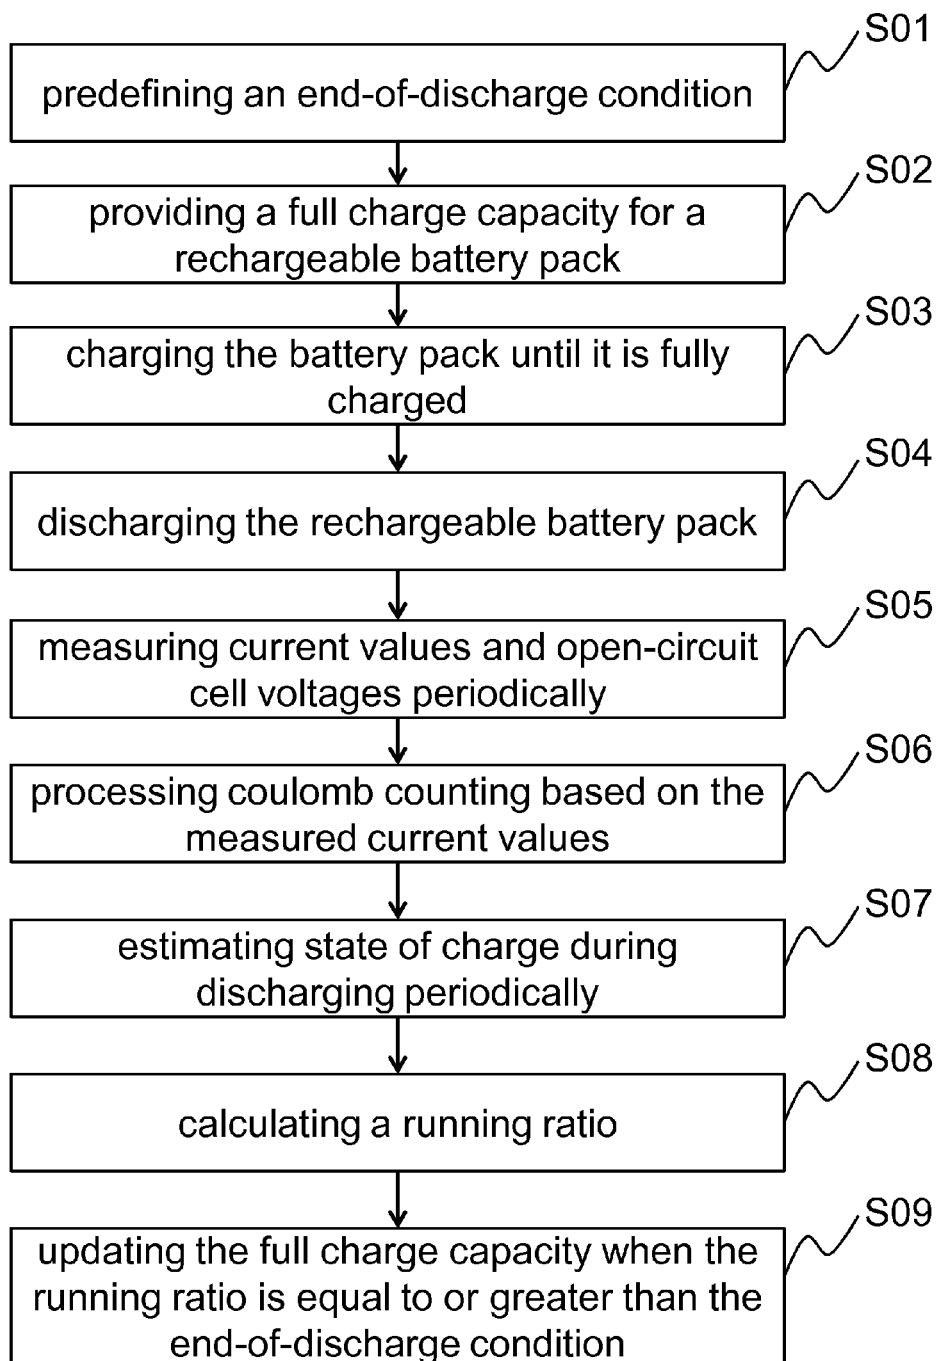 S01
predefining an end-of-discharge condition
S02
providing a full charge capacity for a
rechargeable battery pack
S03
charging the battery pack until it is fully
charged
S04
discharging the rechargeable battery pack
S05
measuring current values and open-circuit
cell voltages periodically
S06
processing coulomb counting based on the
measured current values
S07
estimating state of charge during
discharging periodically
S08
calculating a running ratio
S09
updating the full charge capacity when the
running ratio is equal to or greater than the
end-of-discharge condition